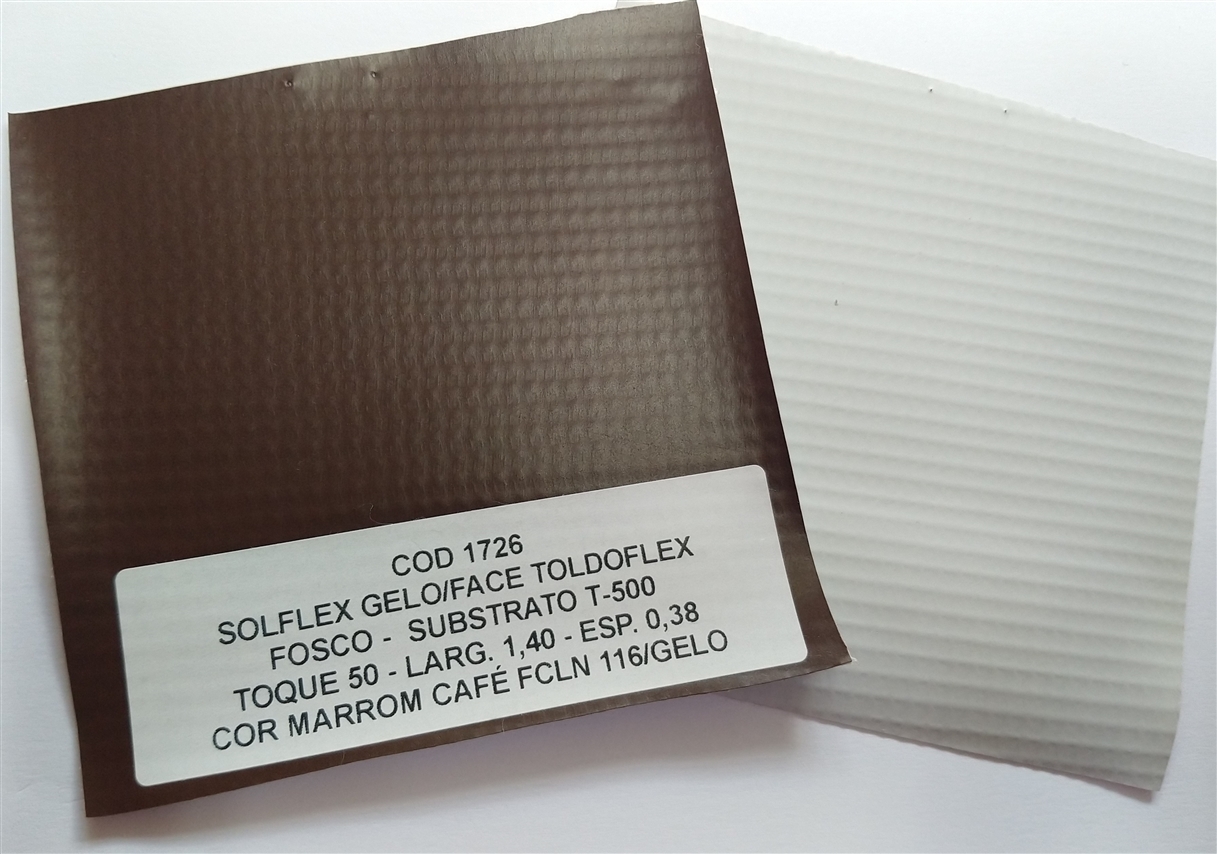 COD 1726
SOLFLEX GELO/FACE TOLDOFLEX
FOSCO - SUBSTRATO T-500
TOQUE 50 - LARG. 1,40 - ESP. 0,38
COR MARROM CAFÉ FCLN 116/GELO